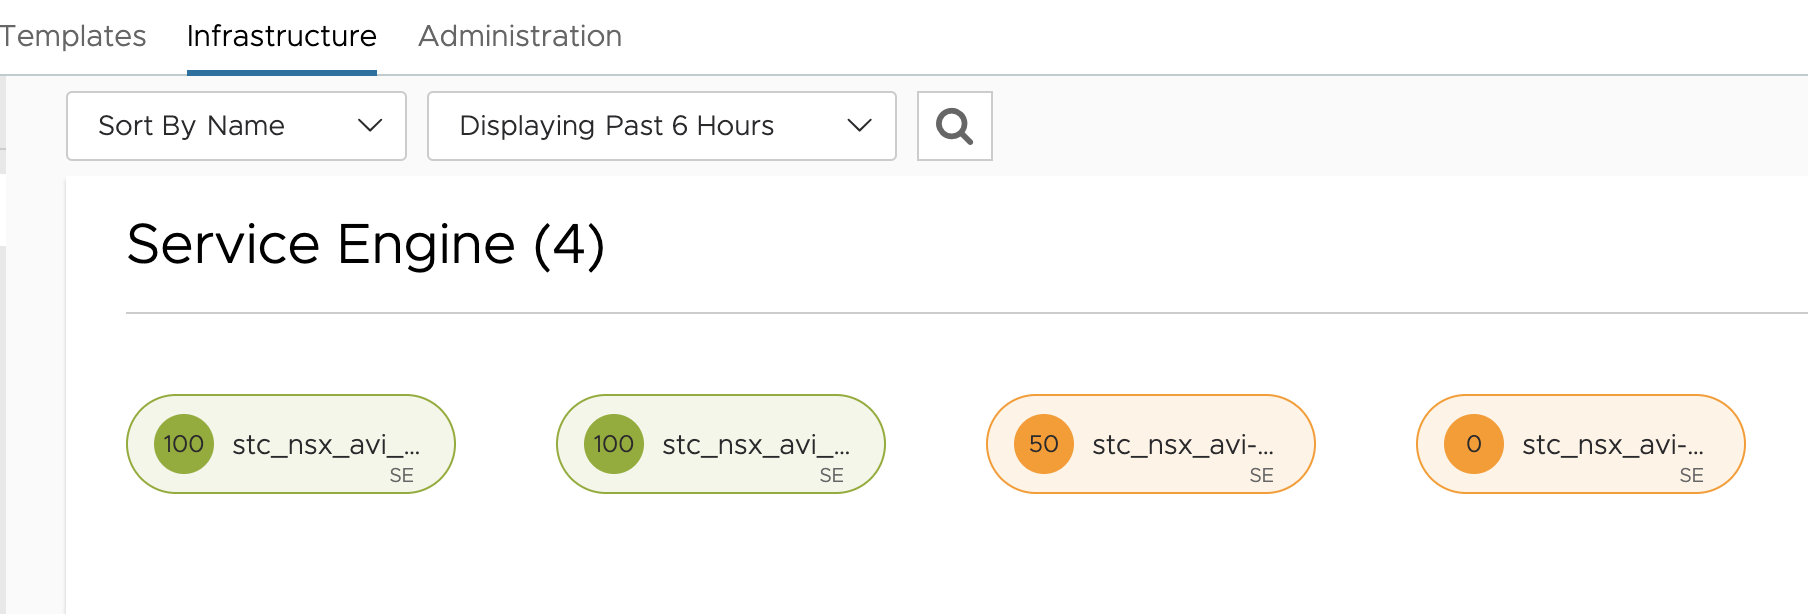 Templates Infrastructure Administration
Sort By Name Displaying Past 6 Hours
Service Engine (4)
100 stc_nsx_avi_... 100 stc_nsx_avi_... 50 stc_nsx_avi-... 0 stc_nsx_avi-...
SE SE SE SE